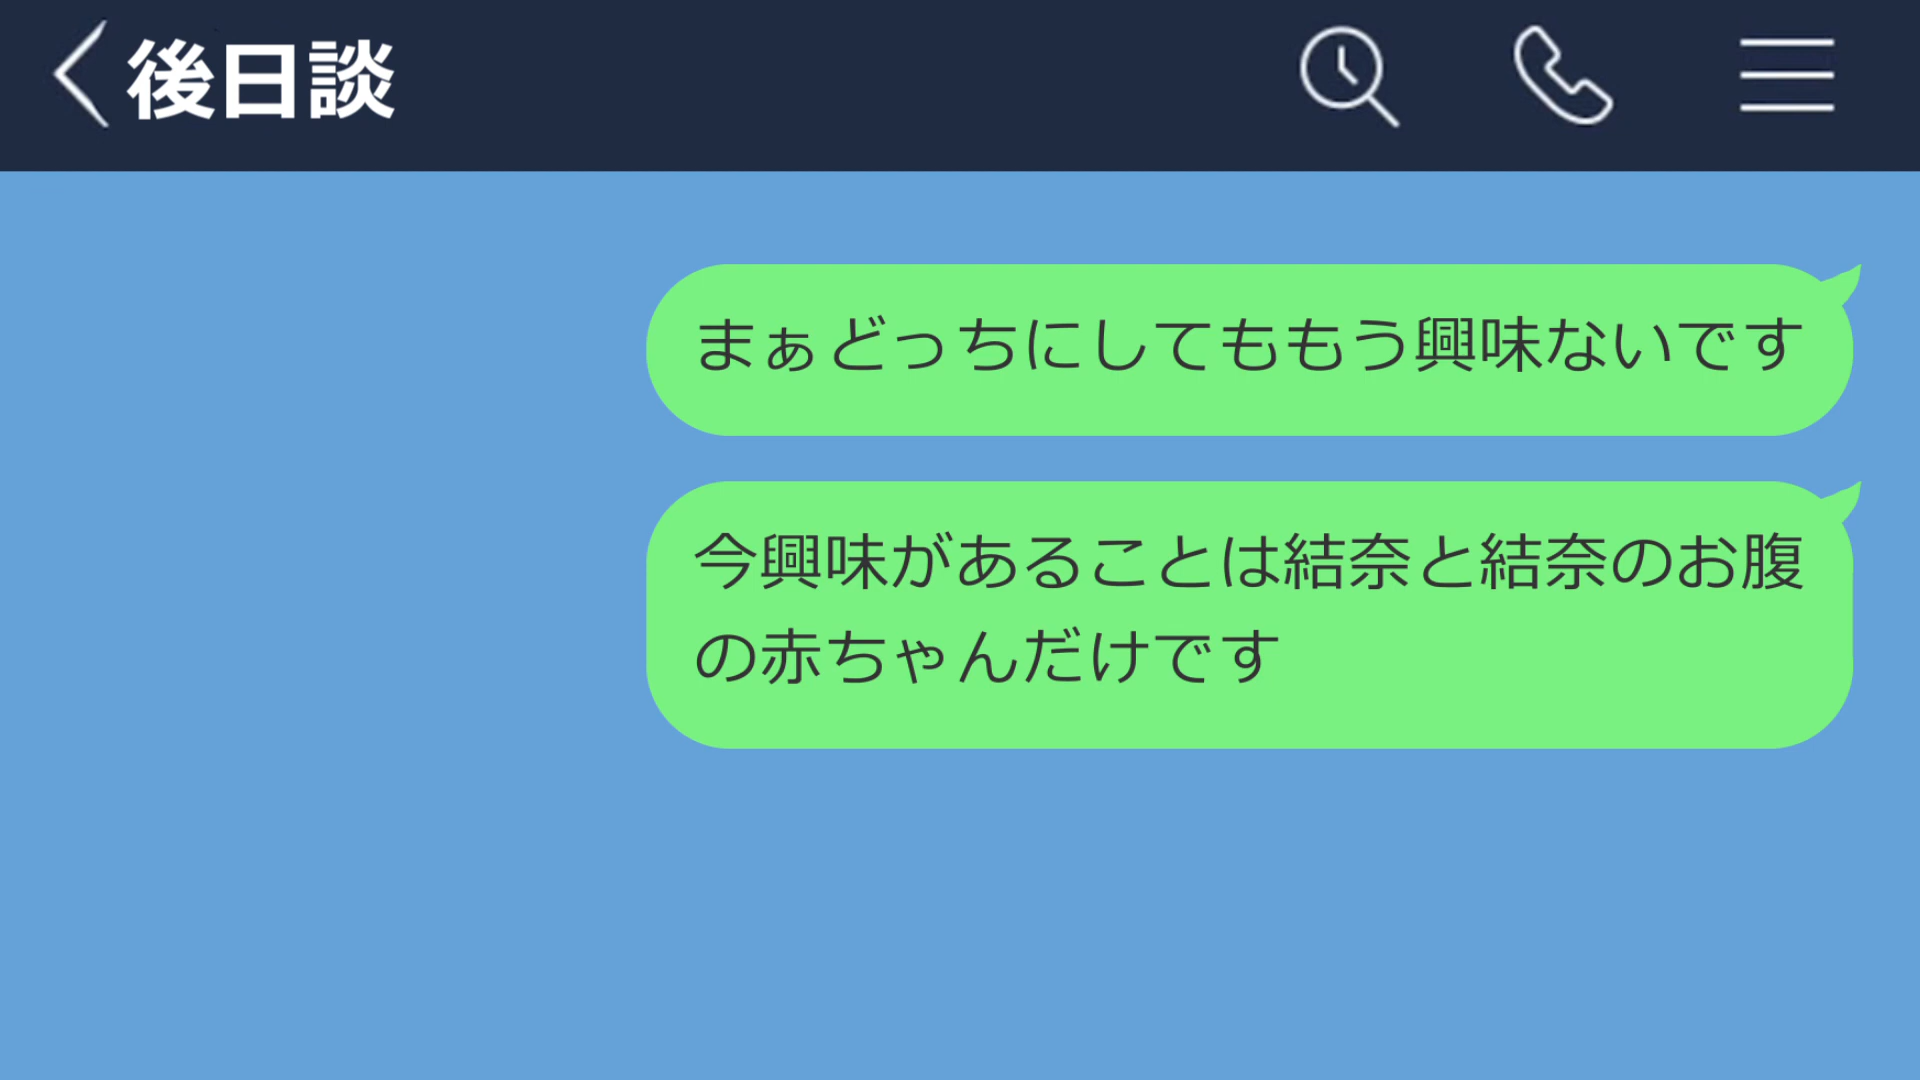 後日談
まぁどっちにしてももう興味ないです
今興味があることは結奈と結奈のお腹
の赤ちゃんだけです